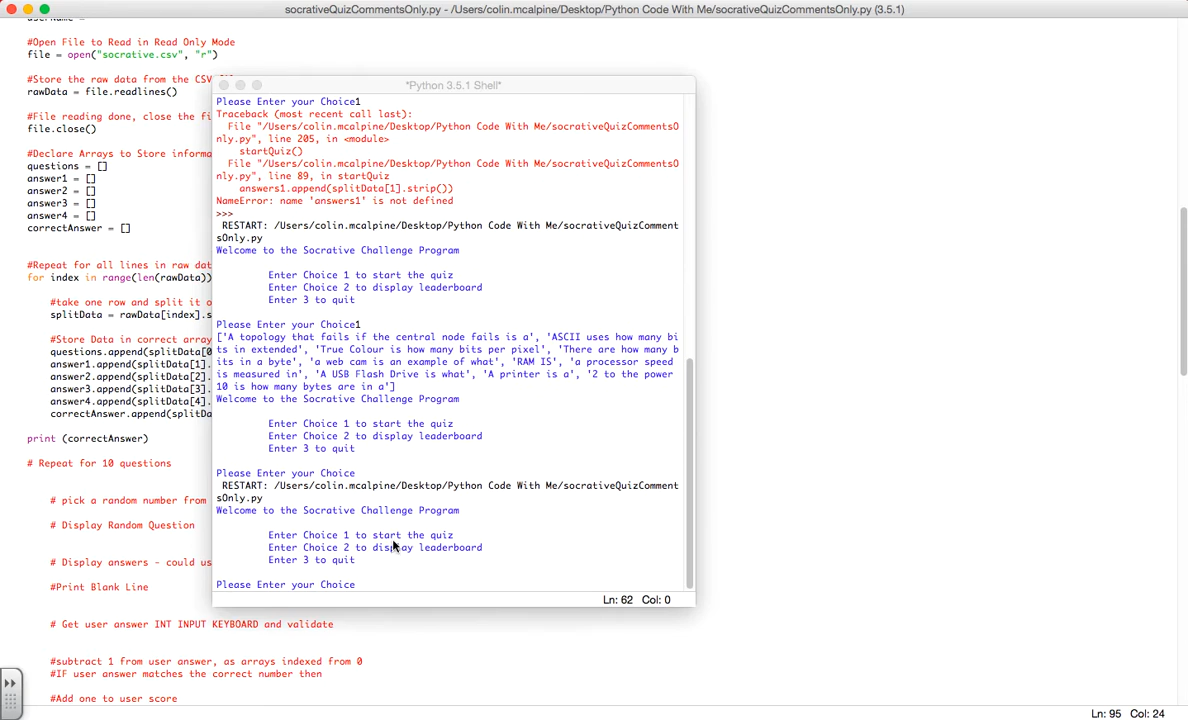 socrativeQuizCommentsOnly.py - /Users/colin.mcalpine/Desktop/Python Code With Me/socrativeQuizCommentsOnly.py (3.5.1)
#Open File to Read in Read Only Mode
file = open("socrative.csv", "r")
#Store the raw data from the CSV
rawData = file.readlines()
#File reading done, close the fi
file.close()
#Declare Arrays to Store informa
questions = []
answer1 = []
answer2 = []
answer3 = []
answer4 = []
correctAnswer = []
#Repeat for all lines in raw dat
for index in range(len(rawData))
#take one row and split it
splitData = rawData[index].s
#Store Data in correct array
questions.append(splitData[0
answer1.append(splitData[1].
answer2.append(splitData[2].
answer3.append(splitData[3].
answer4.append(splitData[4].
correctAnswer.append(splitDa
print (correctAnswer)
# Repeat for 10 questions
# pick a random number from
# Display Random Question
# Display answers - could us
#Print Blank Line
# Get user answer INT INPUT KEYBOARD and validate
#subtract 1 from user answer, as arrays indexed from 0
#IF user answer matches the correct number then
#Add one to user score
*Python 3.5.1 Shell*
Please Enter your Choice1
Traceback (most recent call last):
File "/Users/colin.mcalpine/Desktop/Python Code With Me/socrativeQuizCommentsO
nly.py", line 205, in <module>
startQuiz()
File "/Users/colin.mcalpine/Desktop/Python Code With Me/socrativeQuizCommentsO
nly.py", line 89, in startQuiz
answers1.append(splitData[1].strip())
NameError: name 'answers1' is not defined
>>>
RESTART: /Users/colin.mcalpine/Desktop/Python Code With Me/socrativeQuizComment
sOnly.py
Welcome to the Socrative Challenge Program
Enter Choice 1 to start the quiz
Enter Choice 2 to display leaderboard
Enter 3 to quit
Please Enter your Choice1
['A topology that fails if the central node fails is a', 'ASCII uses how many bi
ts in extended', 'True Colour is how many bits per pixel', 'There are how many b
its in a byte', 'a web cam is an example of what', 'RAM IS', 'a processor speed
is measured in', 'A USB Flash Drive is what', 'A printer is a', '2 to the power
10 is how many bytes are in a']
Welcome to the Socrative Challenge Program
Enter Choice 1 to start the quiz
Enter Choice 2 to display leaderboard
Enter 3 to quit
Please Enter your Choice
RESTART: /Users/colin.mcalpine/Desktop/Python Code With Me/socrativeQuizComment
sOnly.py
Welcome to the Socrative Challenge Program
Enter Choice 1 to start the quiz
Enter Choice 2 to display leaderboard
Enter 3 to quit
Please Enter your Choice
Ln: 62 Col: 0
Ln: 95 Col: 24